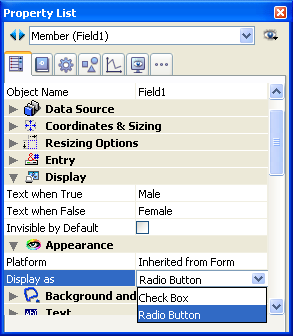 Property List
Member (Field1)
Object Name Field1
Data Source
Coordinates & Sizing
Resizing Options
Entry
Display
Text when True Male
Text when False Female
Invisible by Default
Appearance
Platform Inherited from Form
Display as Radio Button
Check Box
Background and
Radio Button
Text